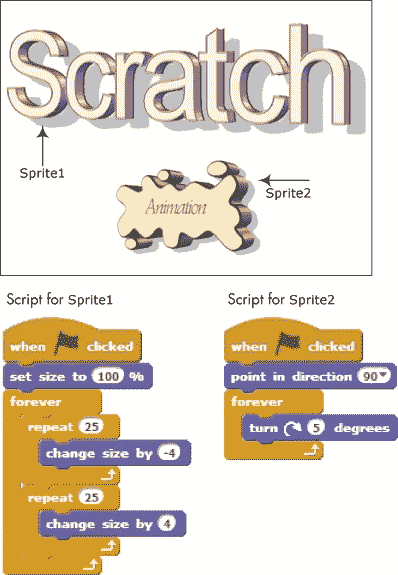 Scratch
Sprite1
Sprite2
Animation
Script for Sprite1
when clicked
set size to 100 %
forever
repeat 25
change size by -4
repeat 25
change size by 4
Script for Sprite2
when clicked
point in direction 90
forever
turn 5 degrees